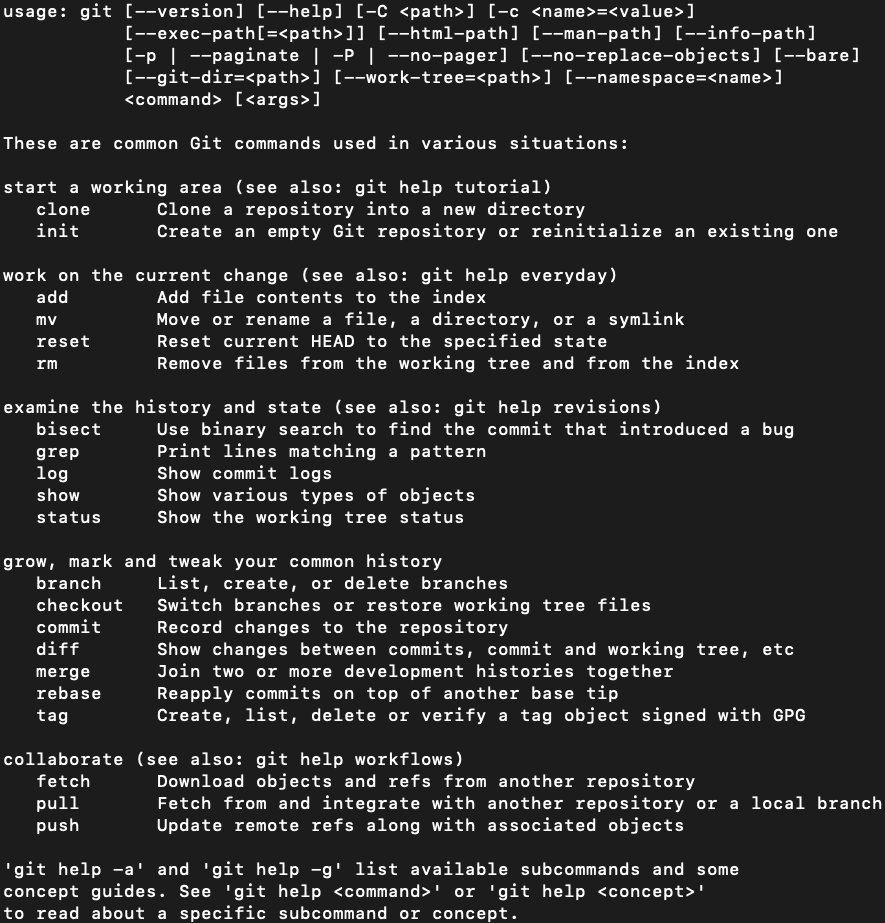 usage: git [--version] [--help] [-C <path>] [-c <name>=<value>]
           [--exec-path[=<path>]] [--html-path] [--man-path] [--info-path]
           [-p | --paginate | -P | --no-pager] [--no-replace-objects] [--bare]
           [--git-dir=<path>] [--work-tree=<path>] [--namespace=<name>]
           <command> [<args>]

These are common Git commands used in various situations:

start a working area (see also: git help tutorial)
   clone      Clone a repository into a new directory
   init       Create an empty Git repository or reinitialize an existing one

work on the current change (see also: git help everyday)
   add        Add file contents to the index
   mv         Move or rename a file, a directory, or a symlink
   reset      Reset current HEAD to the specified state
   rm         Remove files from the working tree and from the index

examine the history and state (see also: git help revisions)
   bisect     Use binary search to find the commit that introduced a bug
   grep       Print lines matching a pattern
   log        Show commit logs
   show       Show various types of objects
   status     Show the working tree status

grow, mark and tweak your common history
   branch     List, create, or delete branches
   checkout   Switch branches or restore working tree files
   commit     Record changes to the repository
   diff       Show changes between commits, commit and working tree, etc
   merge      Join two or more development histories together
   rebase     Reapply commits on top of another base tip
   tag        Create, list, delete or verify a tag object signed with GPG

collaborate (see also: git help workflows)
   fetch      Download objects and refs from another repository
   pull       Fetch from and integrate with another repository or a local branch
   push       Update remote refs along with associated objects

'git help -a' and 'git help -g' list available subcommands and some
concept guides. See 'git help <command>' or 'git help <concept>'
to read about a specific subcommand or concept.